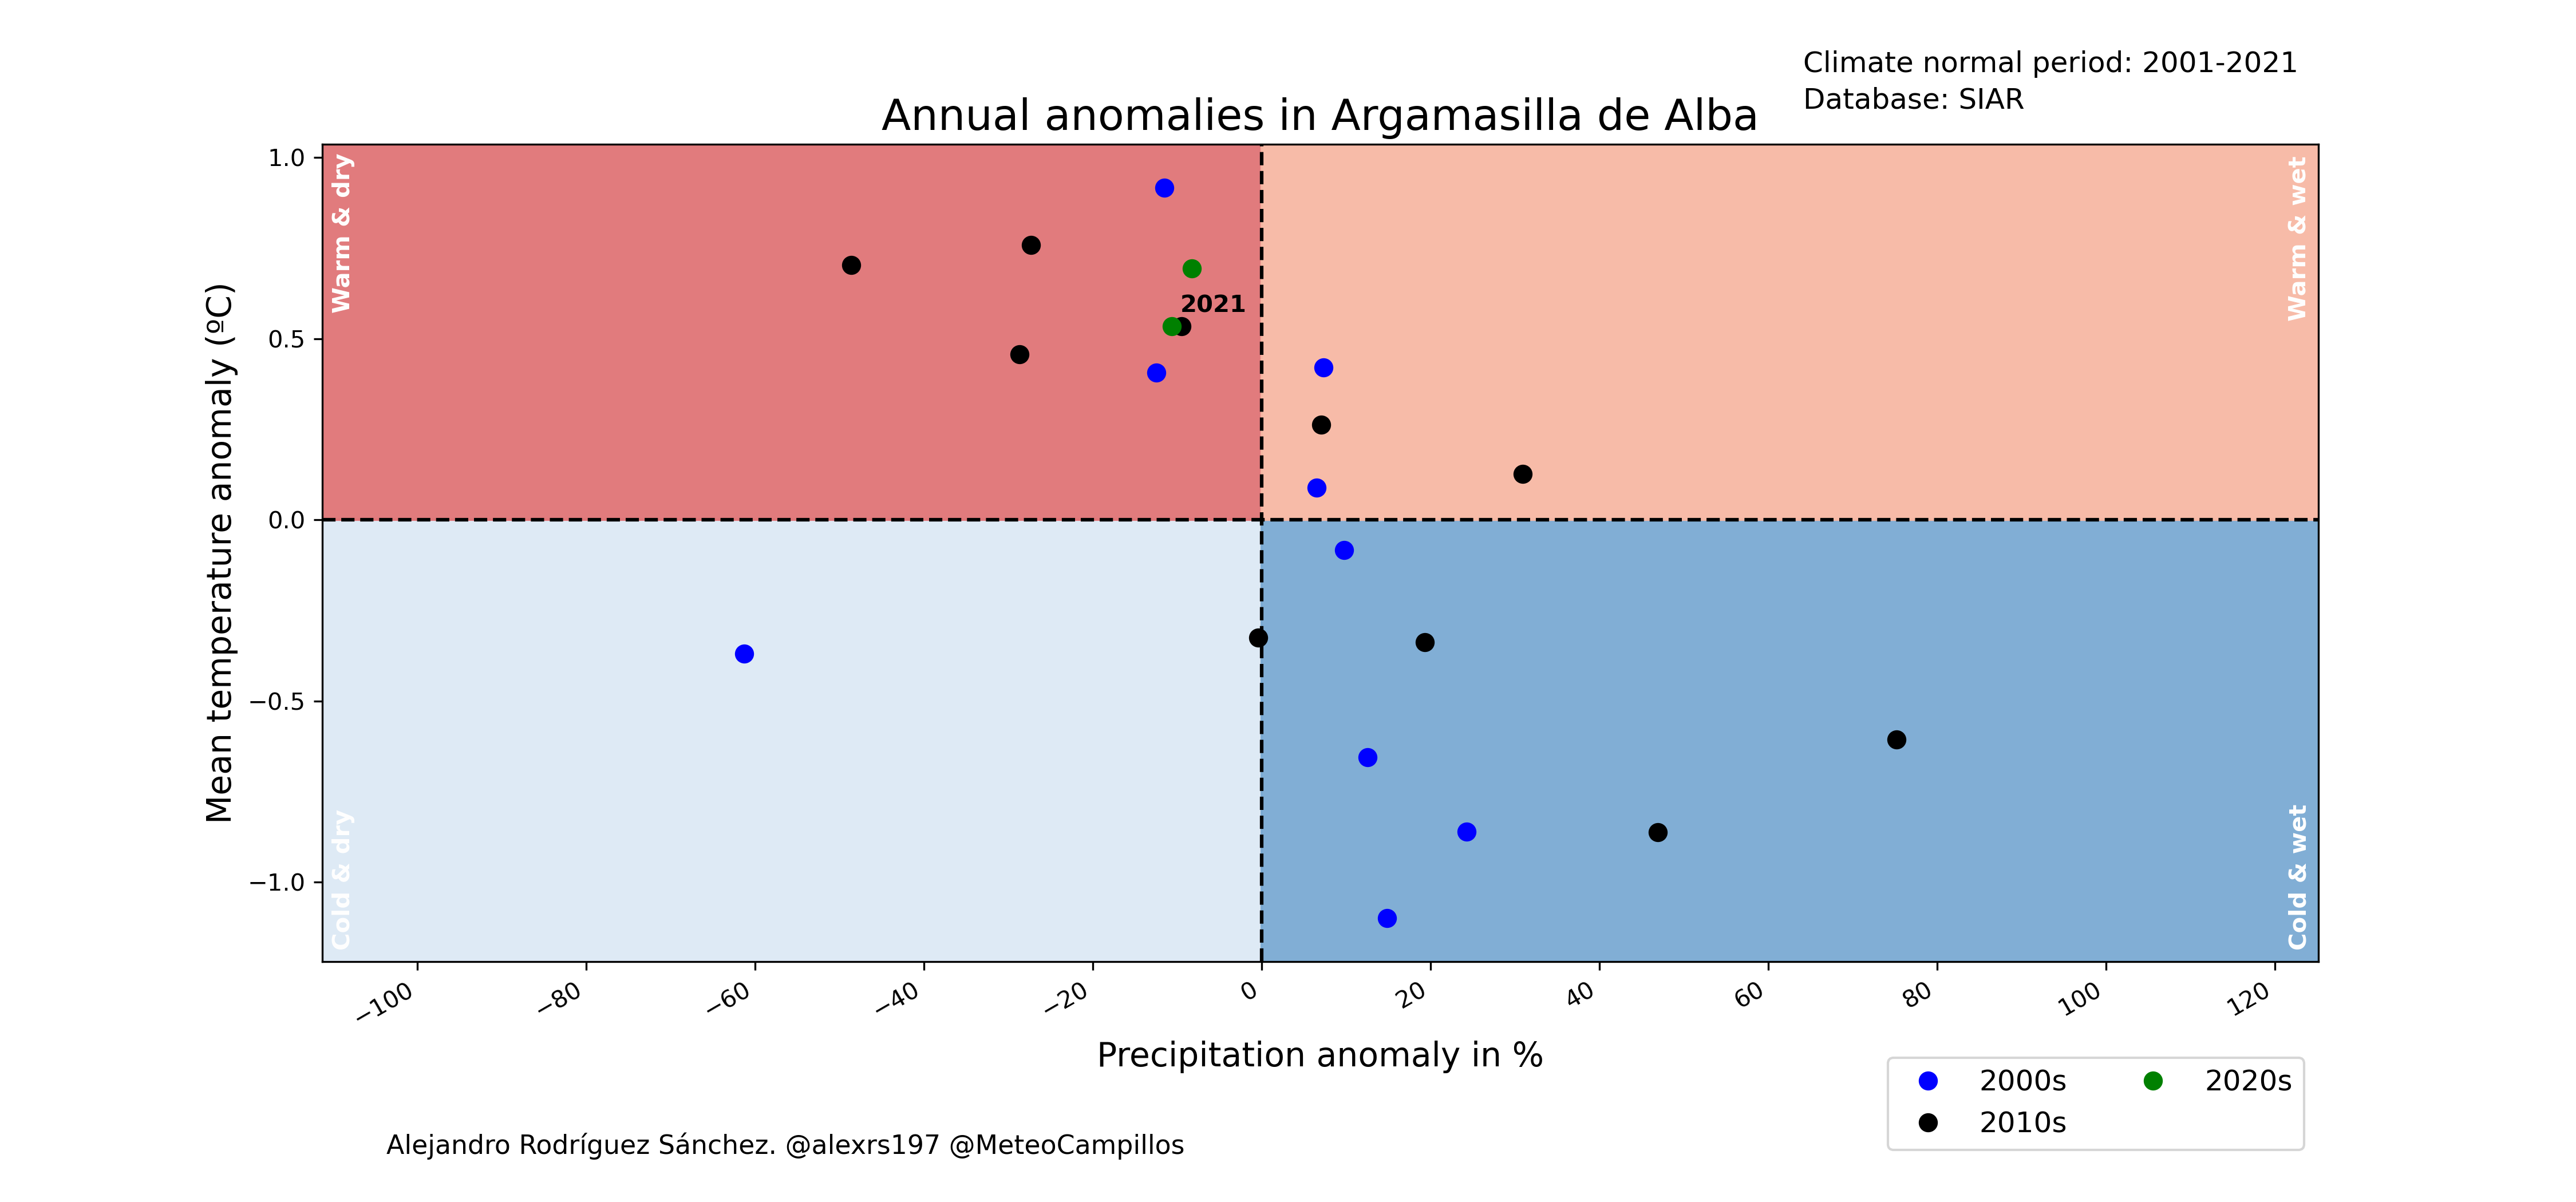 Climate normal period: 2001-2021
Database: SIAR
Annual anomalies in Argamasilla de Alba
Warm & dry
Warm & wet
Cold & dry
Cold & wet
2021
Mean temperature anomaly (ºC)
1.0
0.5
0.0
−0.5
−1.0
−100 −80 −60 −40 −20 0 20 40 60 80 100 120
Precipitation anomaly in %
2000s 2020s
2010s
Alejandro Rodríguez Sánchez. @alexrs197 @MeteoCampillos